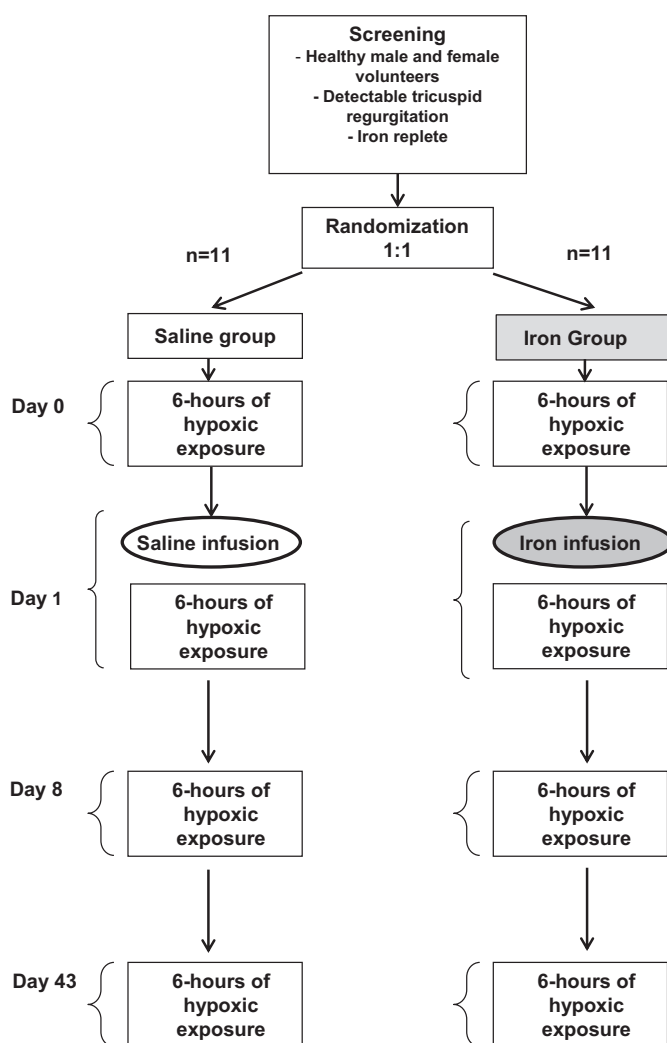 Screening
- Healthy male and female
volunteers
- Detectable tricuspid
regurgitation
- Iron replete
Randomization
1:1
n=11
n=11
Saline group
Iron Group
Day 0
6-hours of
hypoxic
exposure
6-hours of
hypoxic
exposure
Saline infusion
Iron infusion
Day 1
6-hours of
hypoxic
exposure
6-hours of
hypoxic
exposure
Day 8
6-hours of
hypoxic
exposure
6-hours of
hypoxic
exposure
Day 43
6-hours of
hypoxic
exposure
6-hours of
hypoxic
exposure